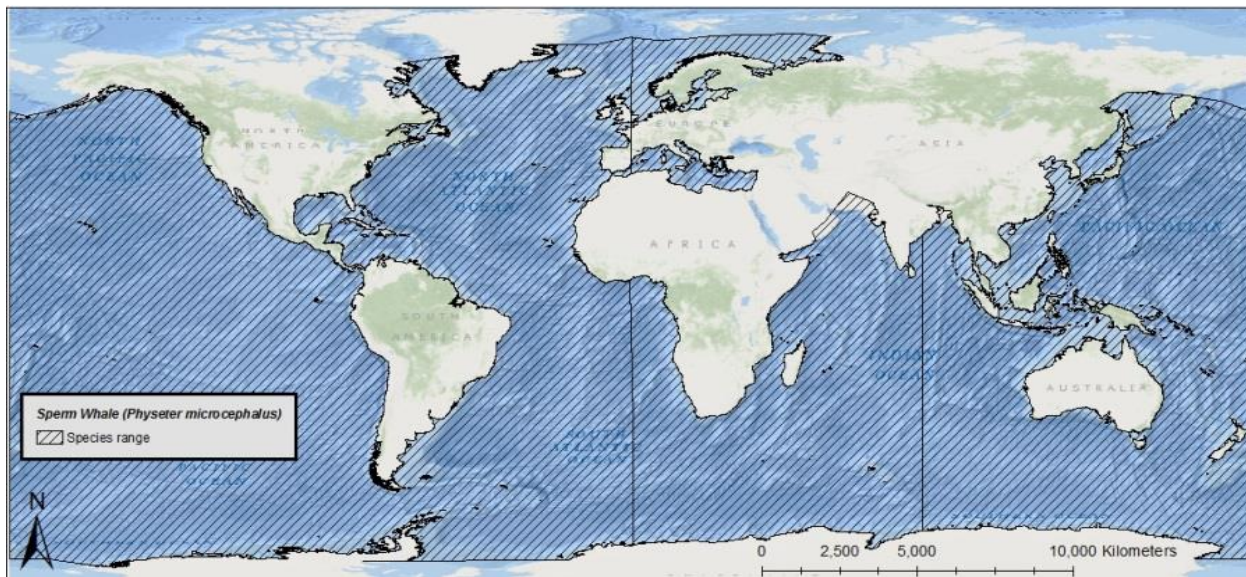 NORTH
PACIFIC
OCEAN
NORTH
AMERICA
NORTH
ATLANTIC
OCEAN
EUROPE
ASIA
PACIFIC OCEAN
AFRICA
SOUTH
AMERICA
INDIAN
OCEAN
AUSTRALIA
Sperm Whale (Physeter microcephalus)
Species range
SOUTH
ATLANTIC
OCEAN
PACIFIC
OCEAN
N
0 2,500 5,000 10,000 Kilometers